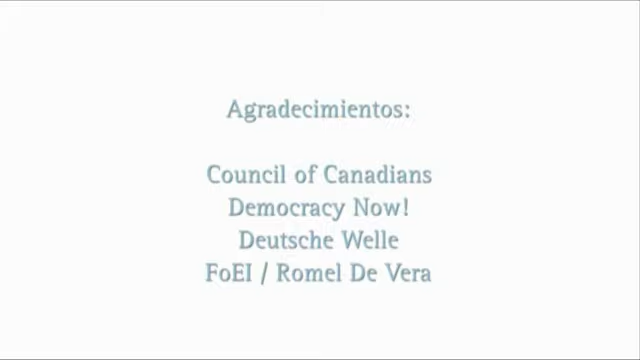 Agradecimientos:
Council of Canadians
Democracy Now!
Deutsche Welle
FoEI / Romel De Vera